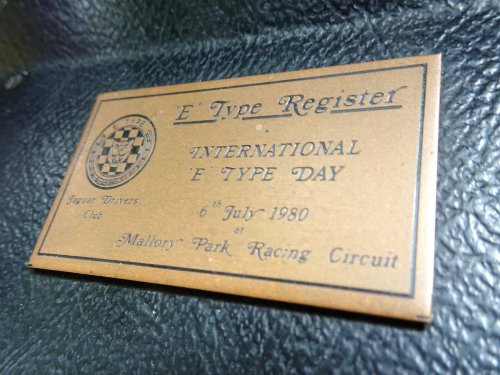 'E' Type Register
INTERNATIONAL
'E' TYPE DAY
Jaguar Drivers
Club
6th July 1980
at
Mallory Park Racing Circuit